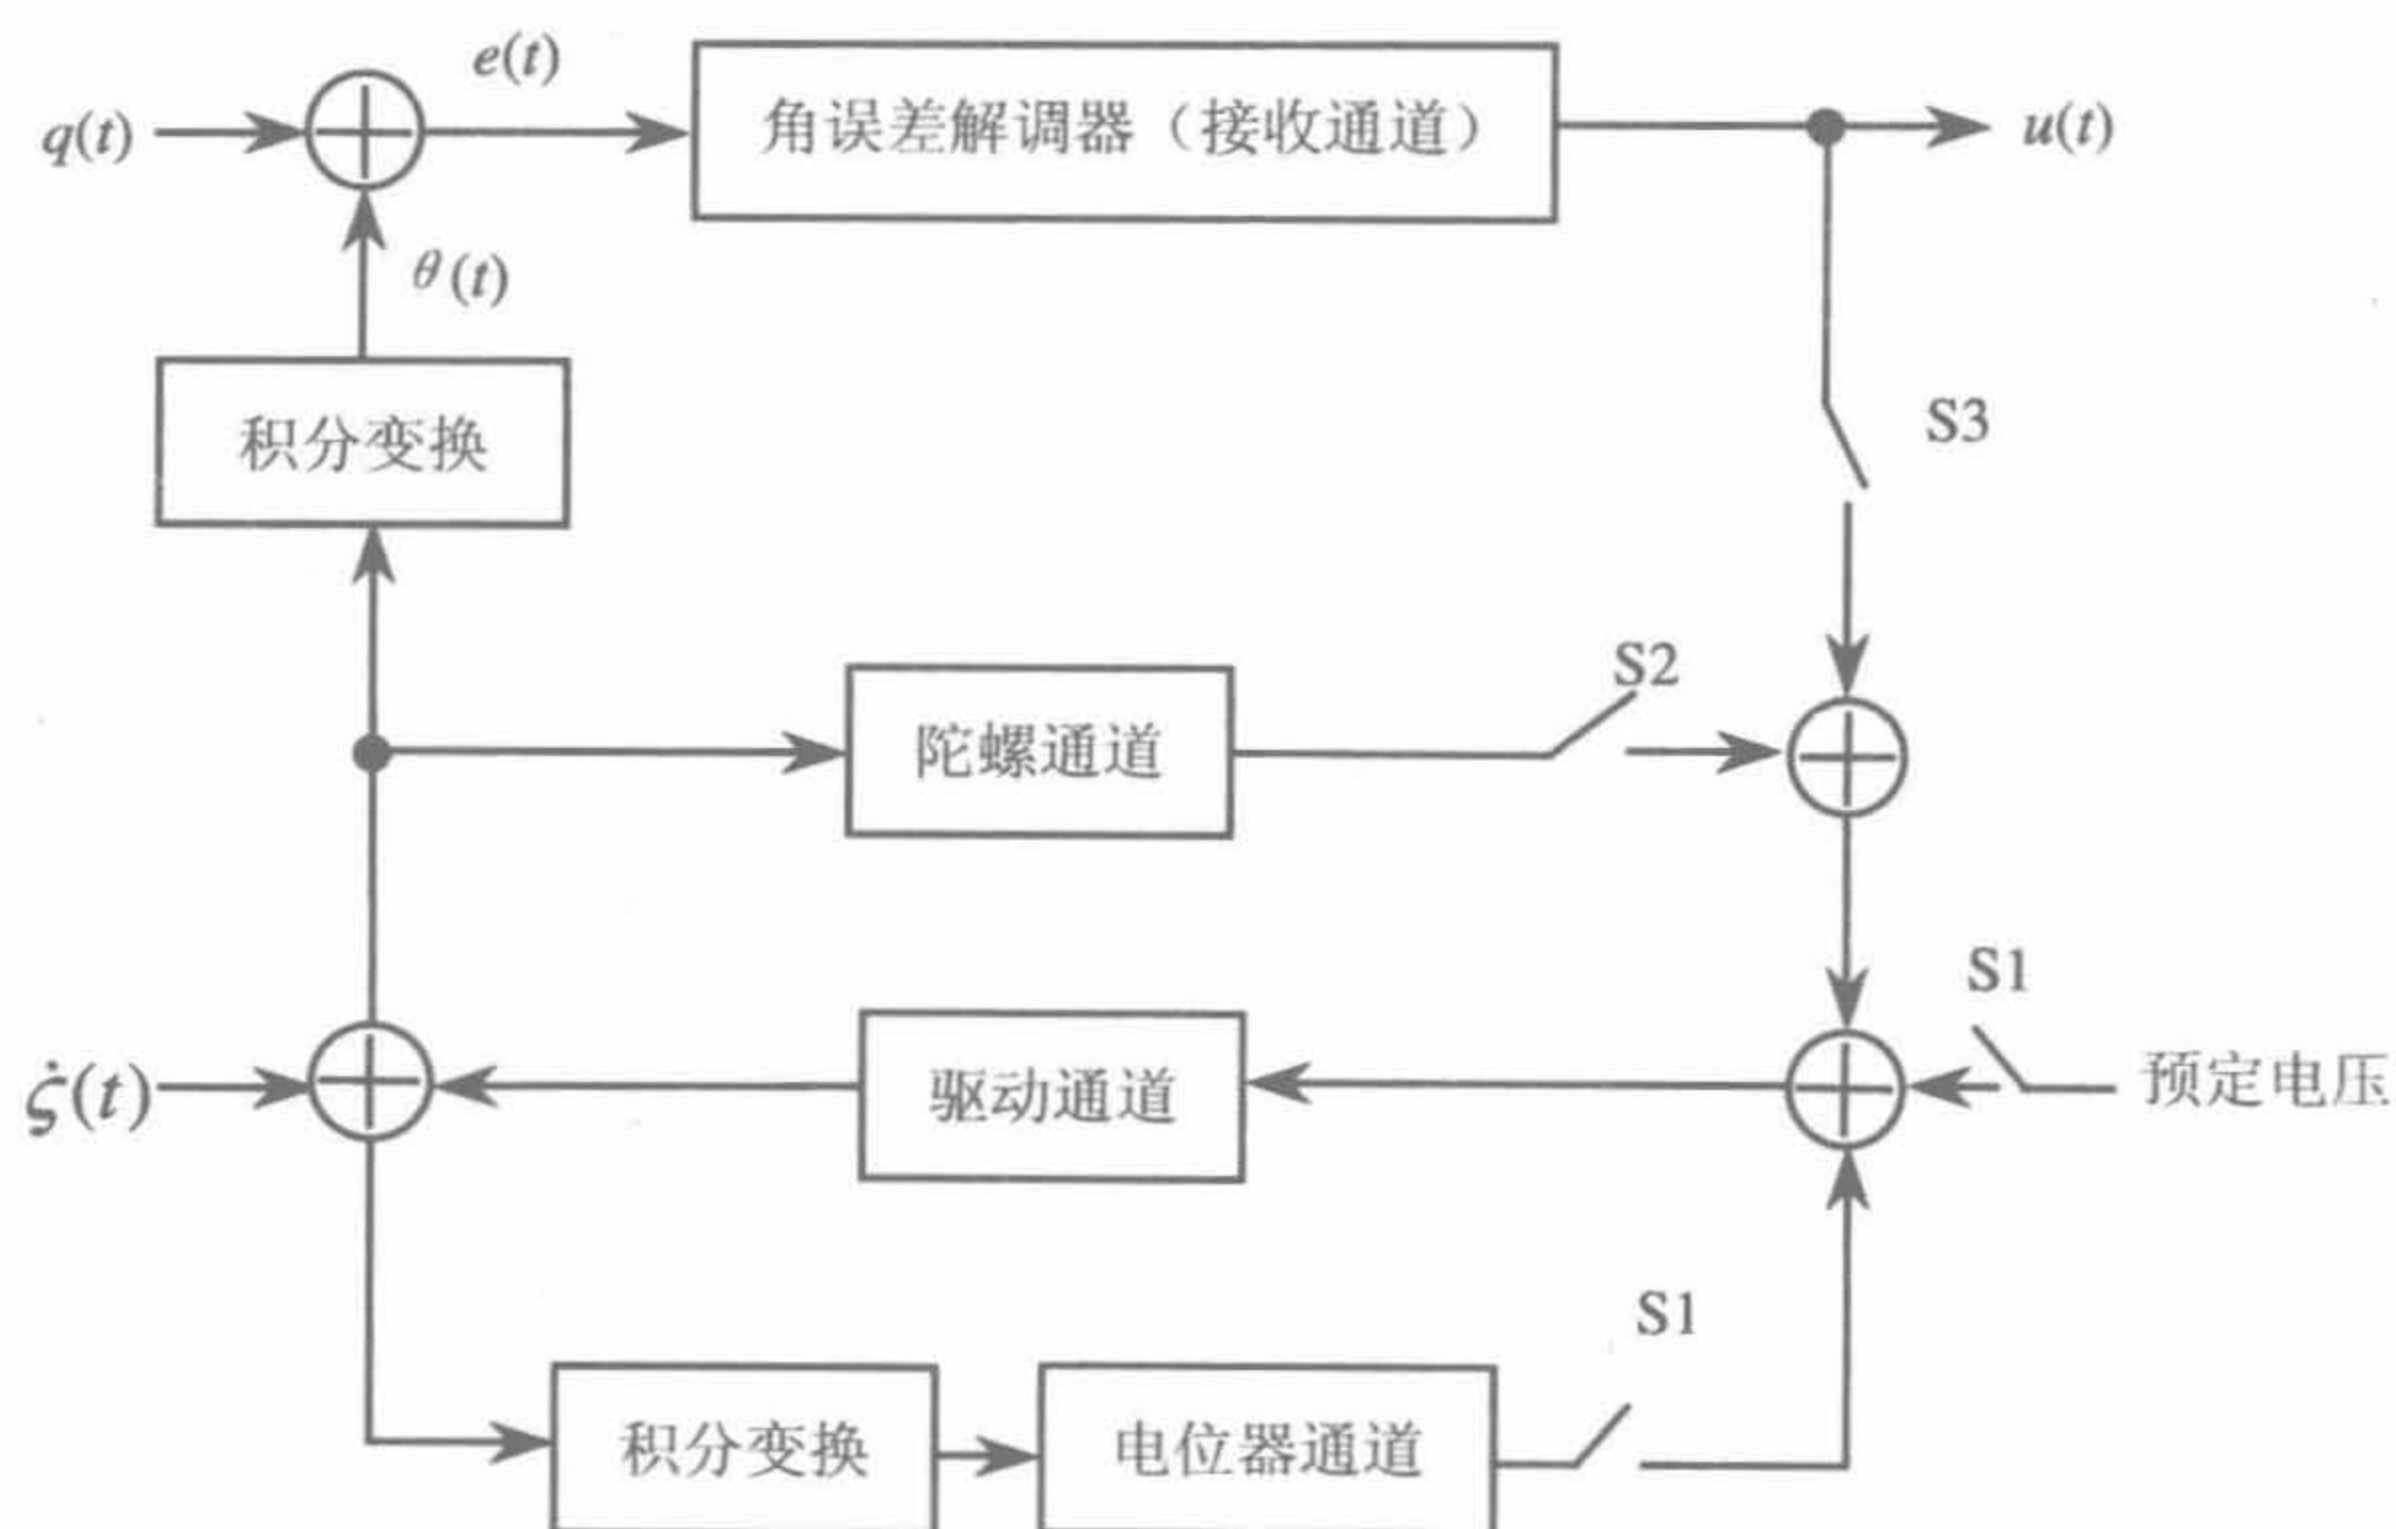 e(t)
q(t)
角误差解调器（接收通道）
u(t)
θ(t)
积分变换
S3
陀螺通道
S2
ζ̇(t)
驱动通道
S1
预定电压
S1
积分变换
电位器通道